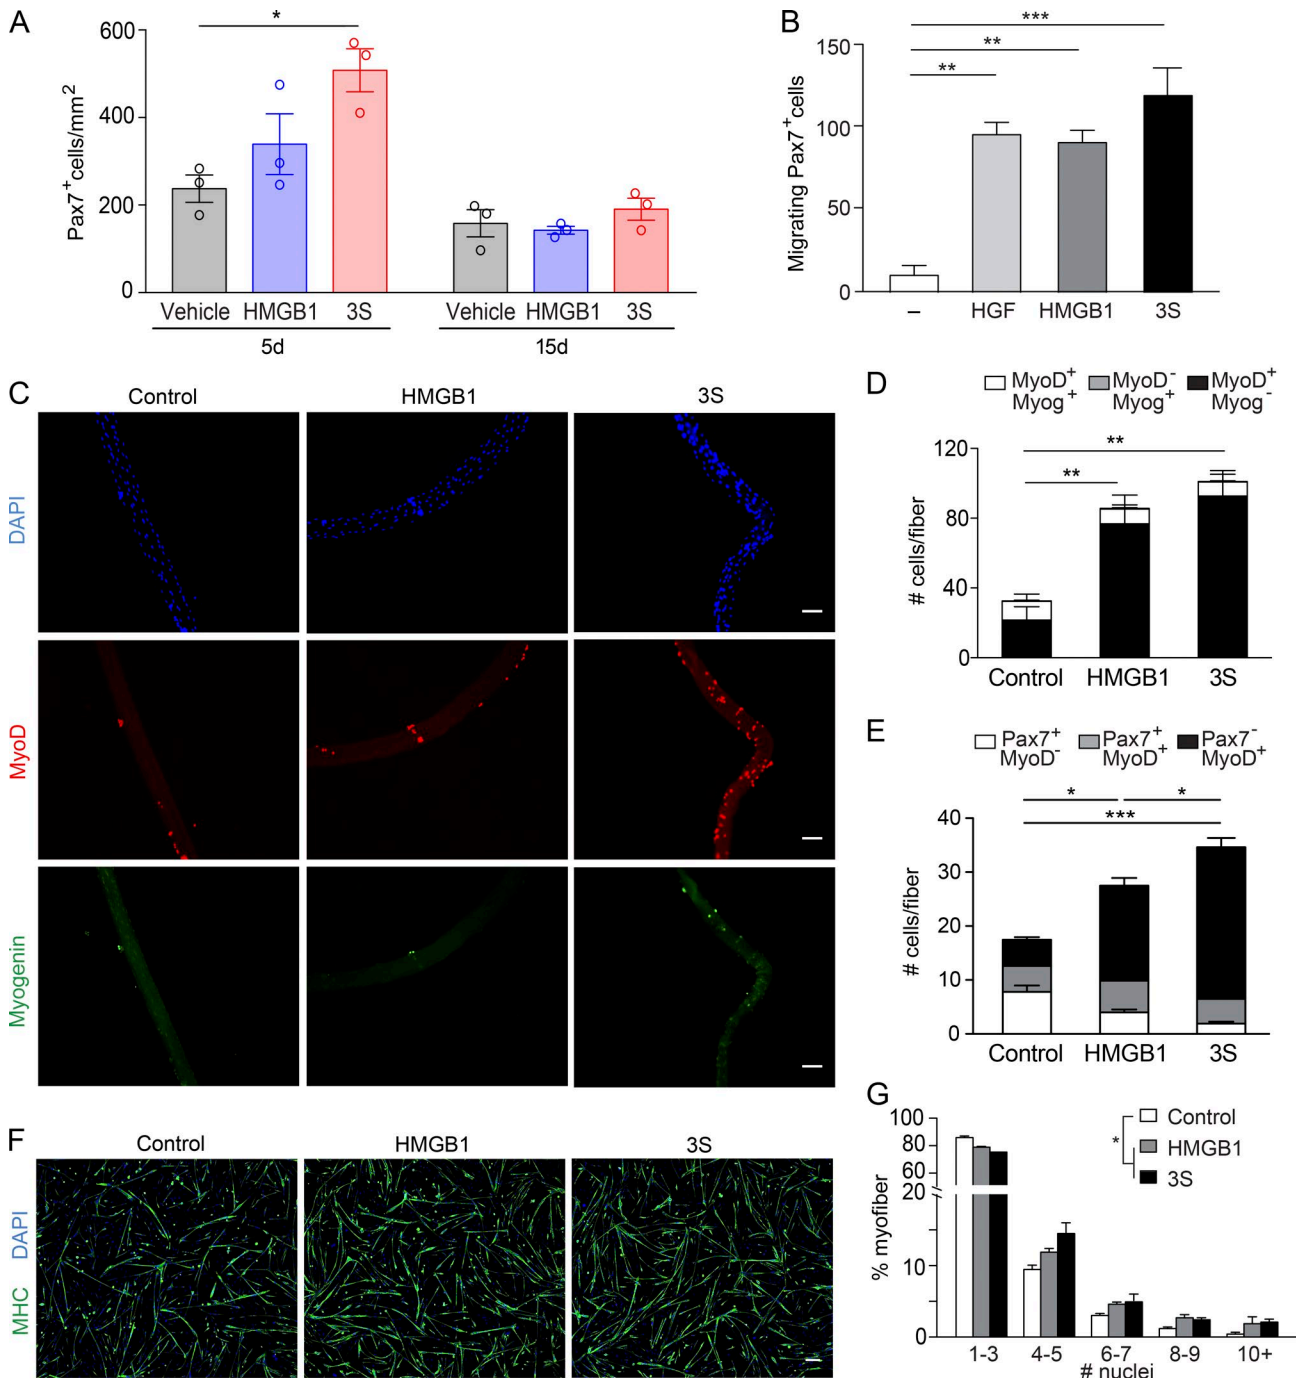 A
Pax7+cells/mm2
600
400
200
0
*
Vehicle HMGB1 3S Vehicle HMGB1 3S
5d 15d
B
Migrating Pax7+cells
150
100
50
0
***
**
**
– HGF HMGB1 3S
C
Control HMGB1 3S
DAPI
MyoD
Myogenin
D
MyoD+ MyoD- MyoD+
Myog+ Myog+ Myog-
# cells/fiber
120
80
40
0
**
**
Control HMGB1 3S
E
Pax7+ Pax7+ Pax7-
MyoD- MyoD+ MyoD+
# cells/fiber
40
30
20
10
0
* *
***
Control HMGB1 3S
F
Control HMGB1 3S
MHC DAPI
G
% myofiber
100
80
60
20
10
0
*
Control
HMGB1
3S
1-3 4-5 6-7 8-9 10+
# nuclei